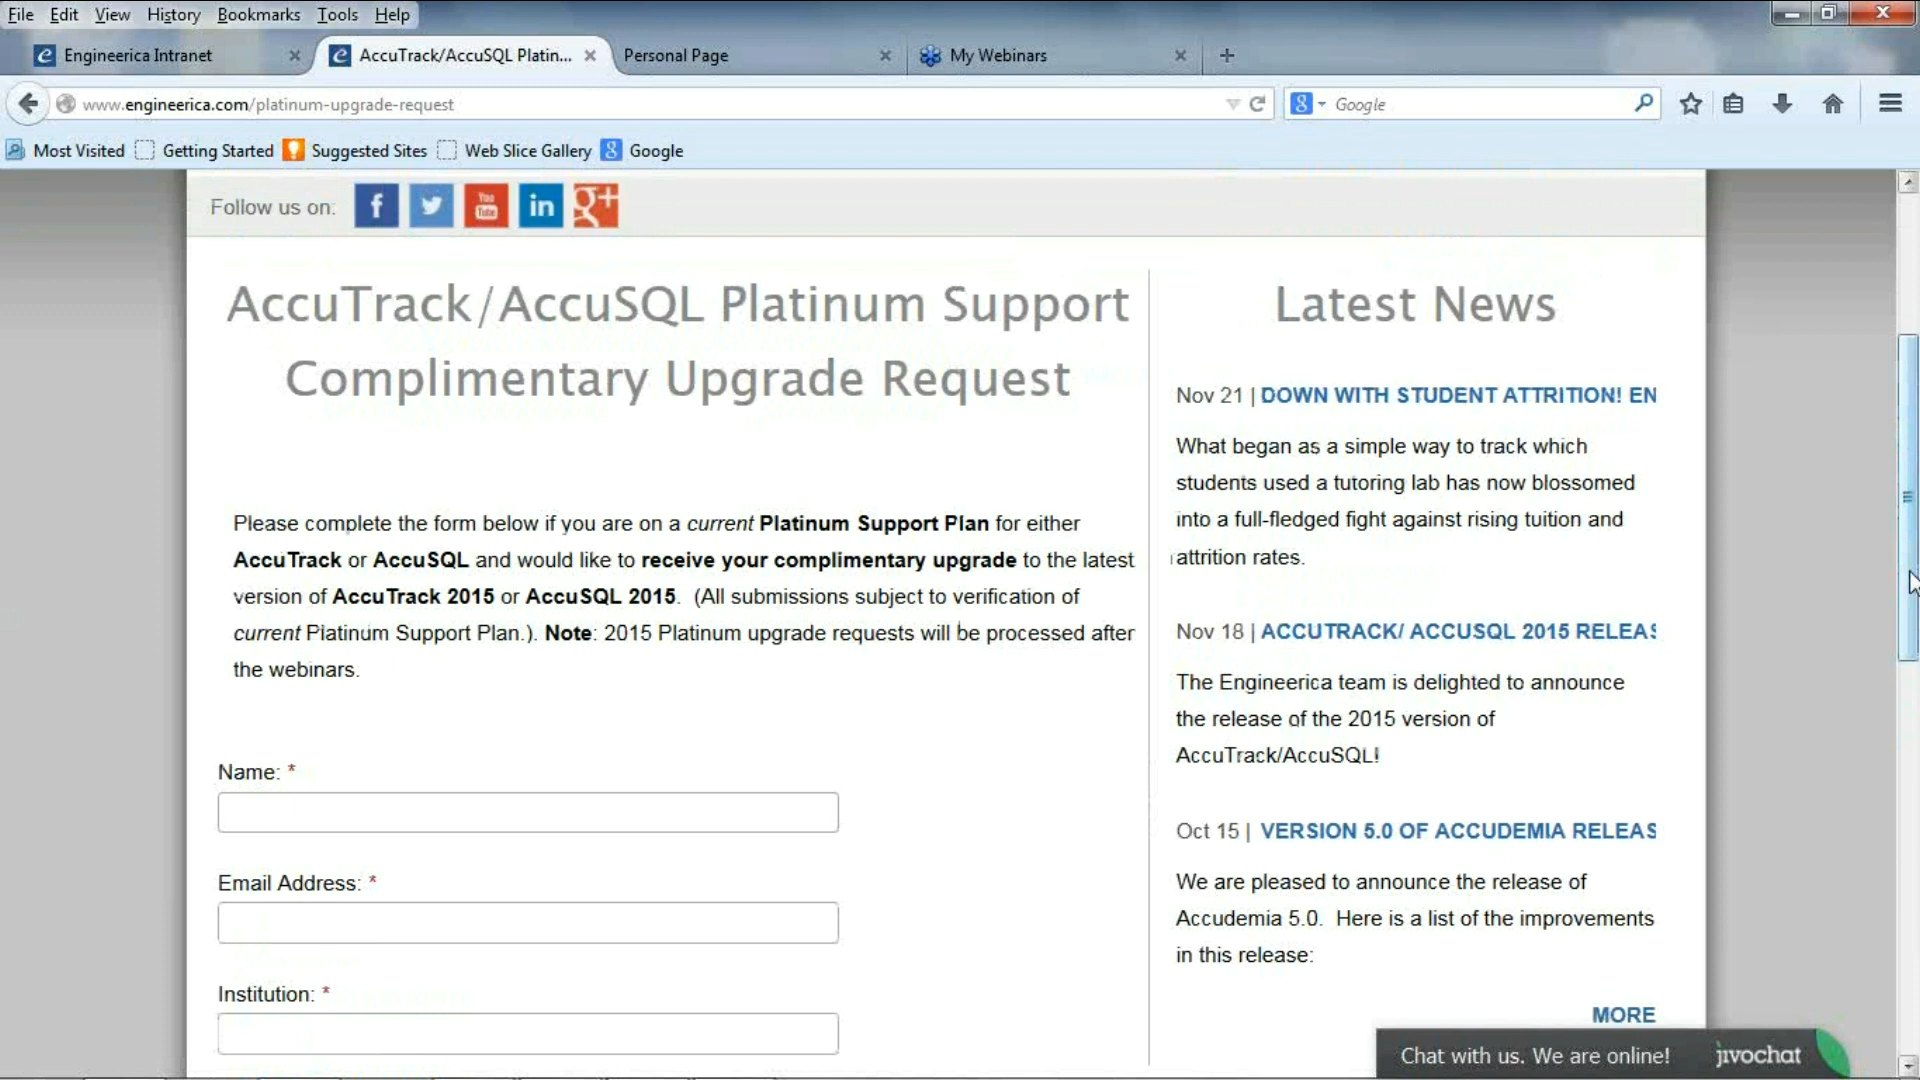 File Edit View History Bookmarks Tools Help
Engineerica Intranet
AccuTrack/AccuSQL Platin...
Personal Page
My Webinars
www.engineerica.com/platinum-upgrade-request
Google
Most Visited
Getting Started
Suggested Sites
Web Slice Gallery
Google
Follow us on:
You Tube
in
g+
AccuTrack/AccuSQL Platinum Support
Complimentary Upgrade Request
Please complete the form below if you are on a current Platinum Support Plan for either
AccuTrack or AccuSQL and would like to receive your complimentary upgrade to the latest
version of AccuTrack 2015 or AccuSQL 2015. (All submissions subject to verification of
current Platinum Support Plan.). Note: 2015 Platinum upgrade requests will be processed after
the webinars.
Name: *
Email Address: *
Institution: *
Latest News
Nov 21 | DOWN WITH STUDENT ATTRITION! EN
What began as a simple way to track which
students used a tutoring lab has now blossomed
into a full-fledged fight against rising tuition and
attrition rates.
Nov 18 | ACCUTRACK/ ACCUSQL 2015 RELEAS
The Engineerica team is delighted to announce
the release of the 2015 version of
AccuTrack/AccuSQL!
Oct 15 | VERSION 5.0 OF ACCUDEMIA RELEAS
We are pleased to announce the release of
Accudemia 5.0. Here is a list of the improvements
in this release:
MORE
Chat with us. We are online!
jivochat